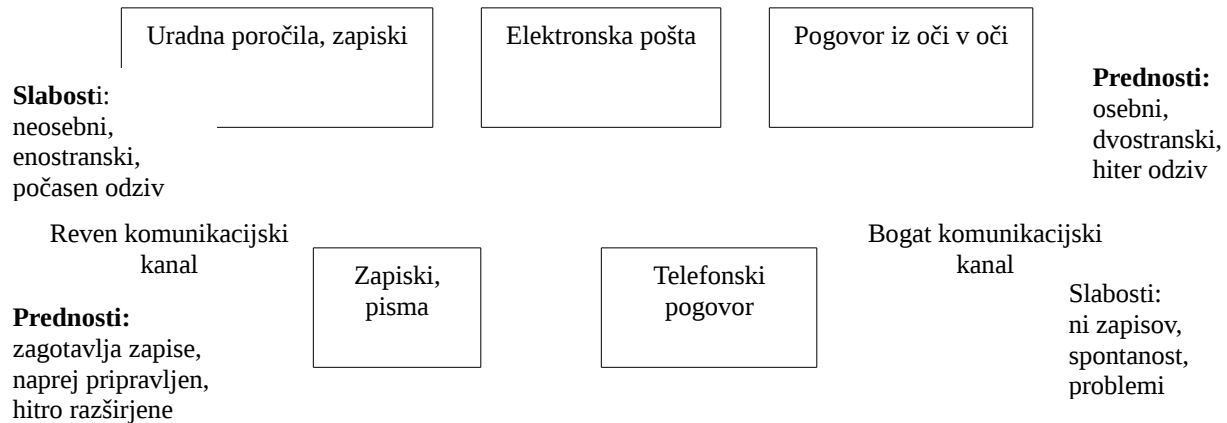 Uradna poročila, zapiski
Elektronska pošta
Pogovor iz oči v oči
Slabosti:
neosebni,
enostranski,
počasen odziv
Prednosti:
osebni,
dvostranski,
hiter odziv
Reven komunikacijski
kanal
Zapiski,
pisma
Telefonski
pogovor
Bogat komunikacijski
kanal
Prednosti:
zagotavlja zapise,
naprej pripravljen,
hitro razširjene
Slabosti:
ni zapisov,
spontanost,
problemi